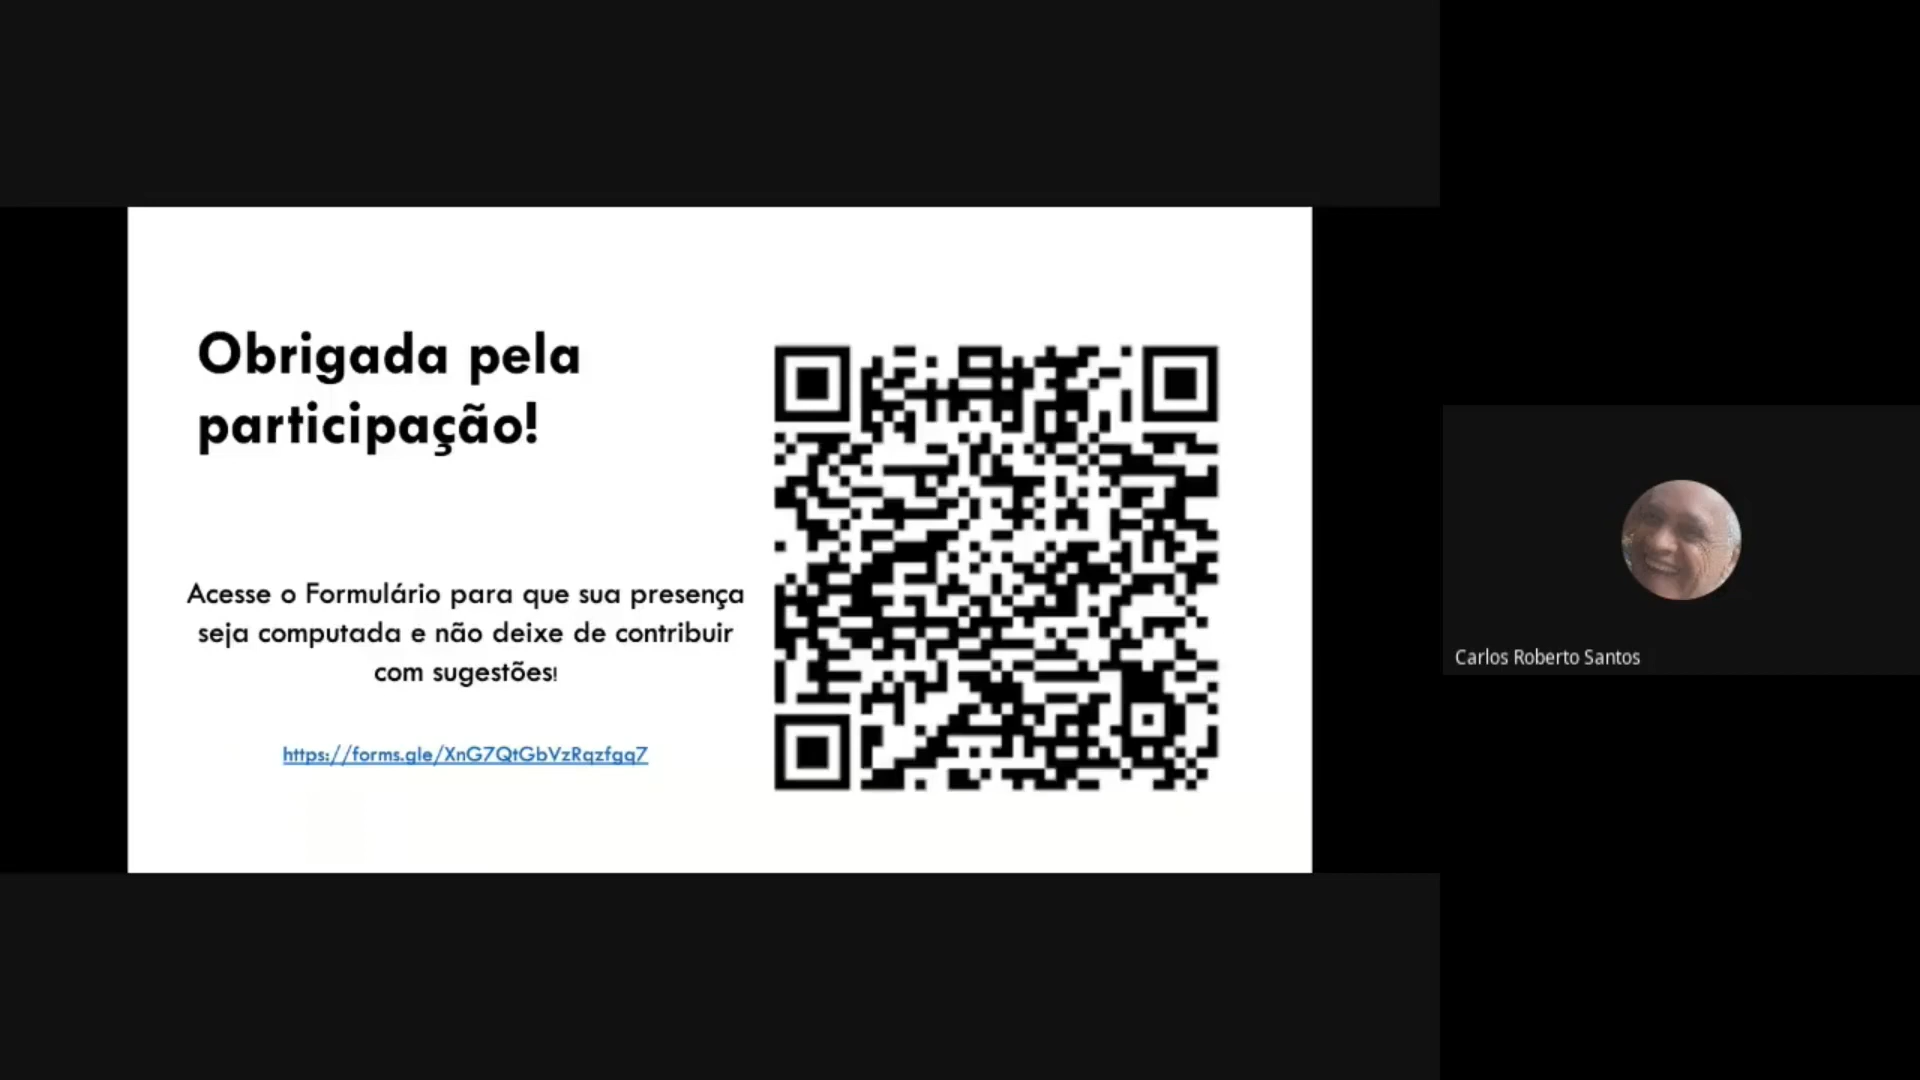 Obrigada pela
participação!
Acesse o Formulário para que sua presença
seja computada e não deixe de contribuir
com sugestões!
https://forms.gle/XnG7QtGbVzRqzfgq7
Carlos Roberto Santos